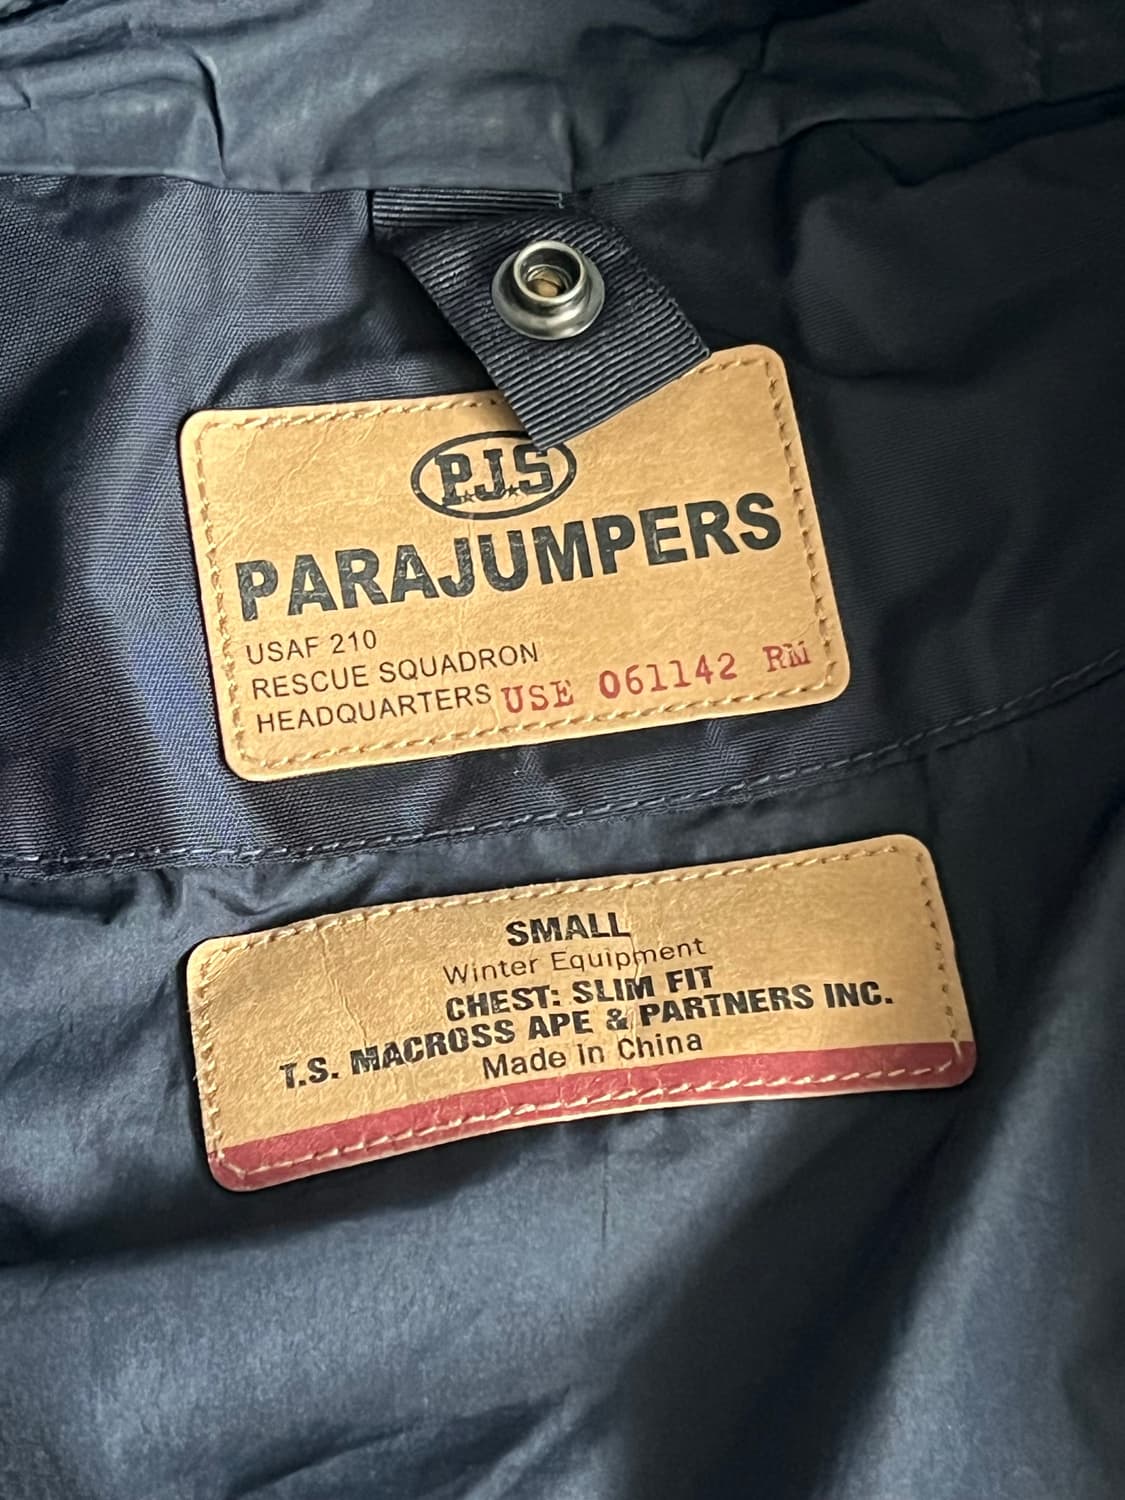 P.J.S
PARAJUMPERS
USAF 210
RESCUE SQUADRON
HEADQUARTERS USE 061142 RM
SMALL
Winter Equipment
CHEST: SLIM FIT
T.S. MACROSS APE & PARTNERS INC.
Made in China